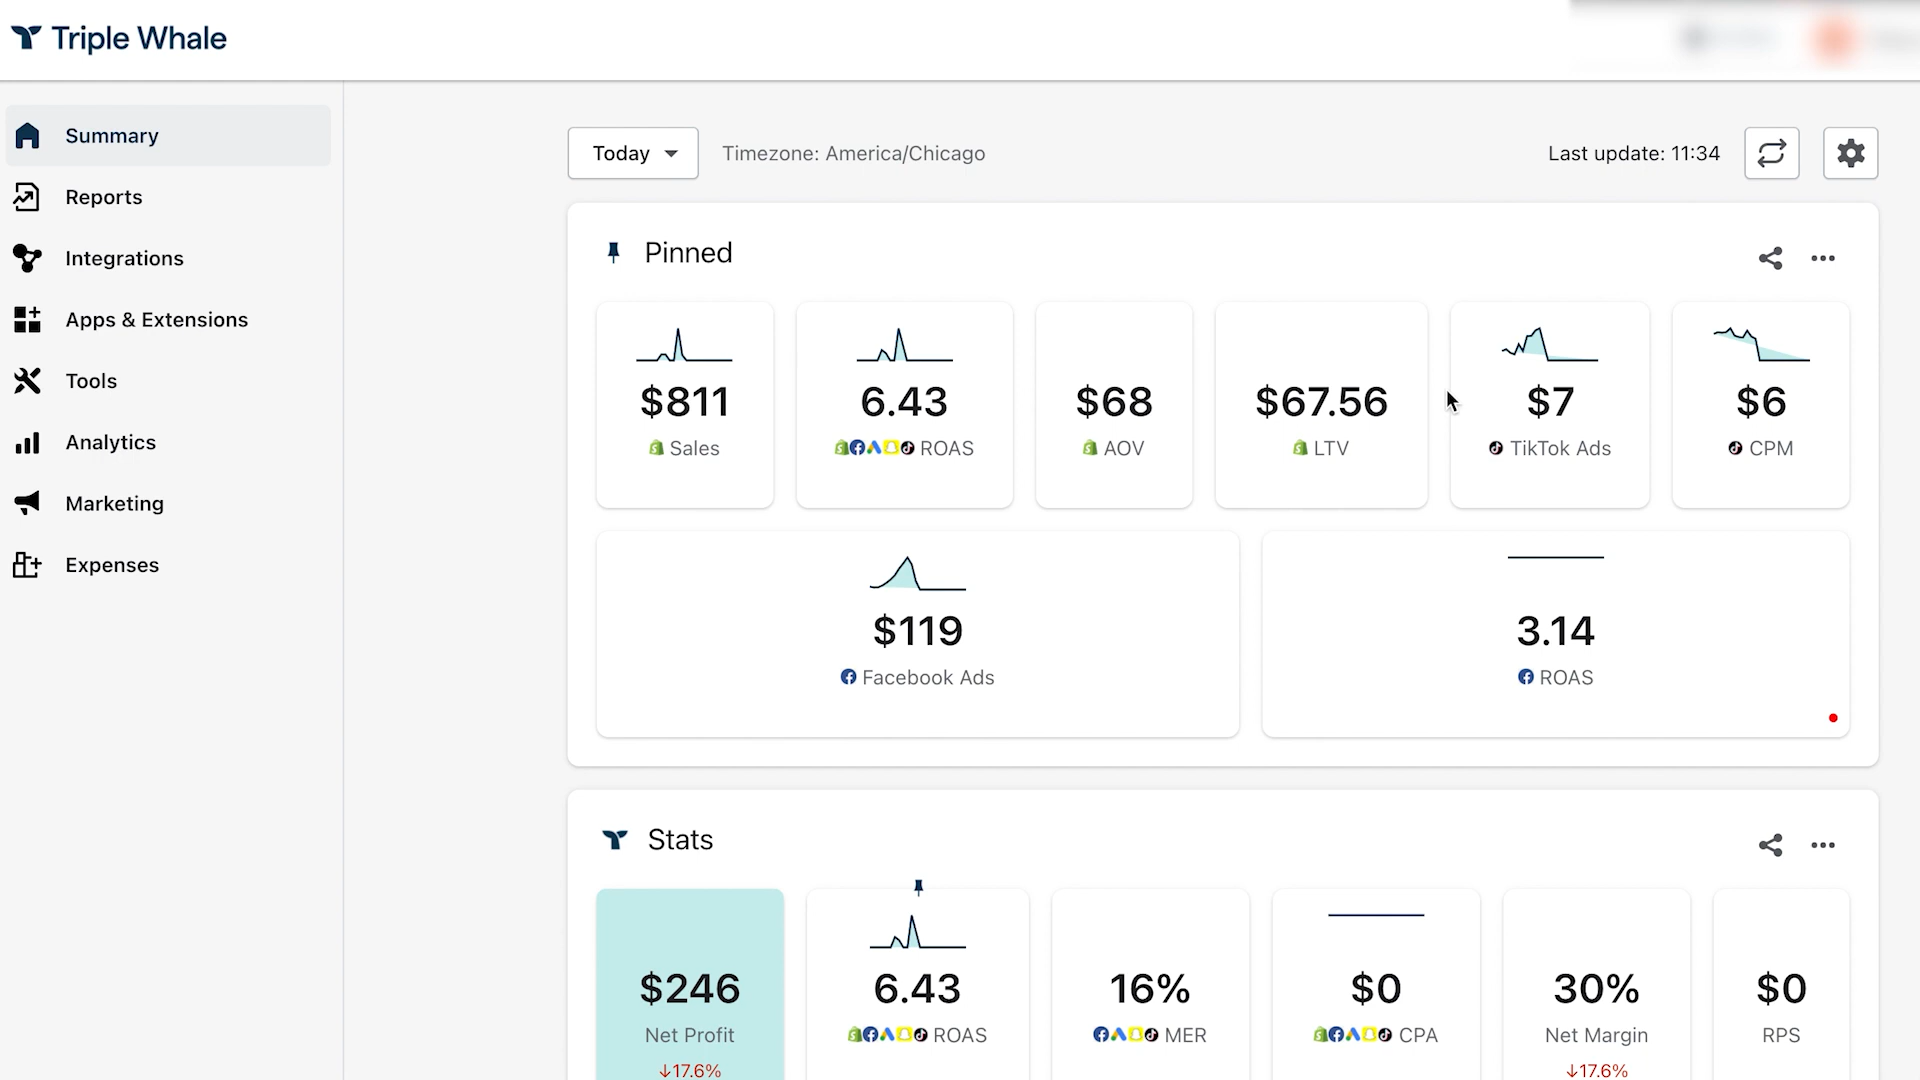 Triple Whale
Summary
Reports
Integrations
Apps & Extensions
Tools
Analytics
Marketing
Expenses
Today
Timezone: America/Chicago
Last update: 11:34
Pinned
$811
Sales
6.43
ROAS
$68
AOV
$67.56
LTV
$7
TikTok Ads
$6
CPM
$119
Facebook Ads
3.14
ROAS
Stats
$246
Net Profit
↓17.6%
6.43
ROAS
16%
MER
$0
CPA
30%
Net Margin
↓17.6%
$0
RPS